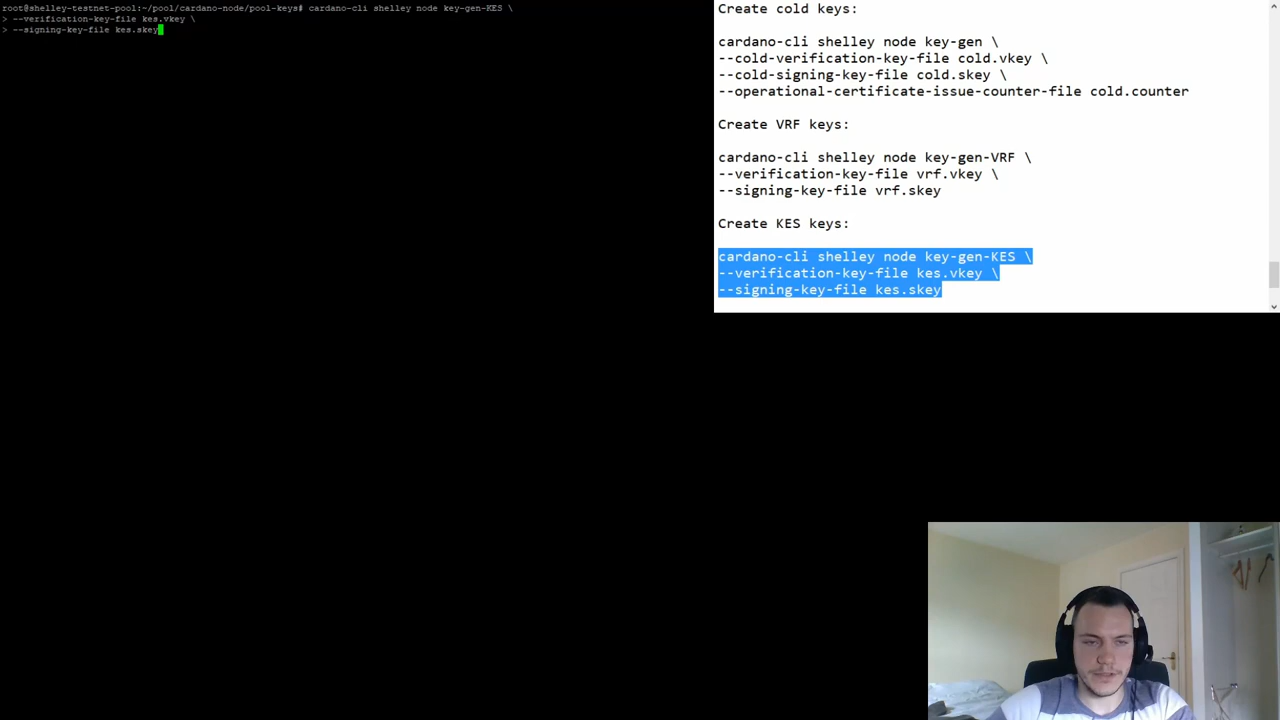 root@shelley-testnet-pool:~/pool/cardano-node/pool-keys# cardano-cli shelley node key-gen-KES \
> --verification-key-file kes.vkey \
> --signing-key-file kes.skey
Create cold keys:
cardano-cli shelley node key-gen \
--cold-verification-key-file cold.vkey \
--cold-signing-key-file cold.skey \
--operational-certificate-issue-counter-file cold.counter
Create VRF keys:
cardano-cli shelley node key-gen-VRF \
--verification-key-file vrf.vkey \
--signing-key-file vrf.skey
Create KES keys:
cardano-cli shelley node key-gen-KES \
--verification-key-file kes.vkey \
--signing-key-file kes.skey